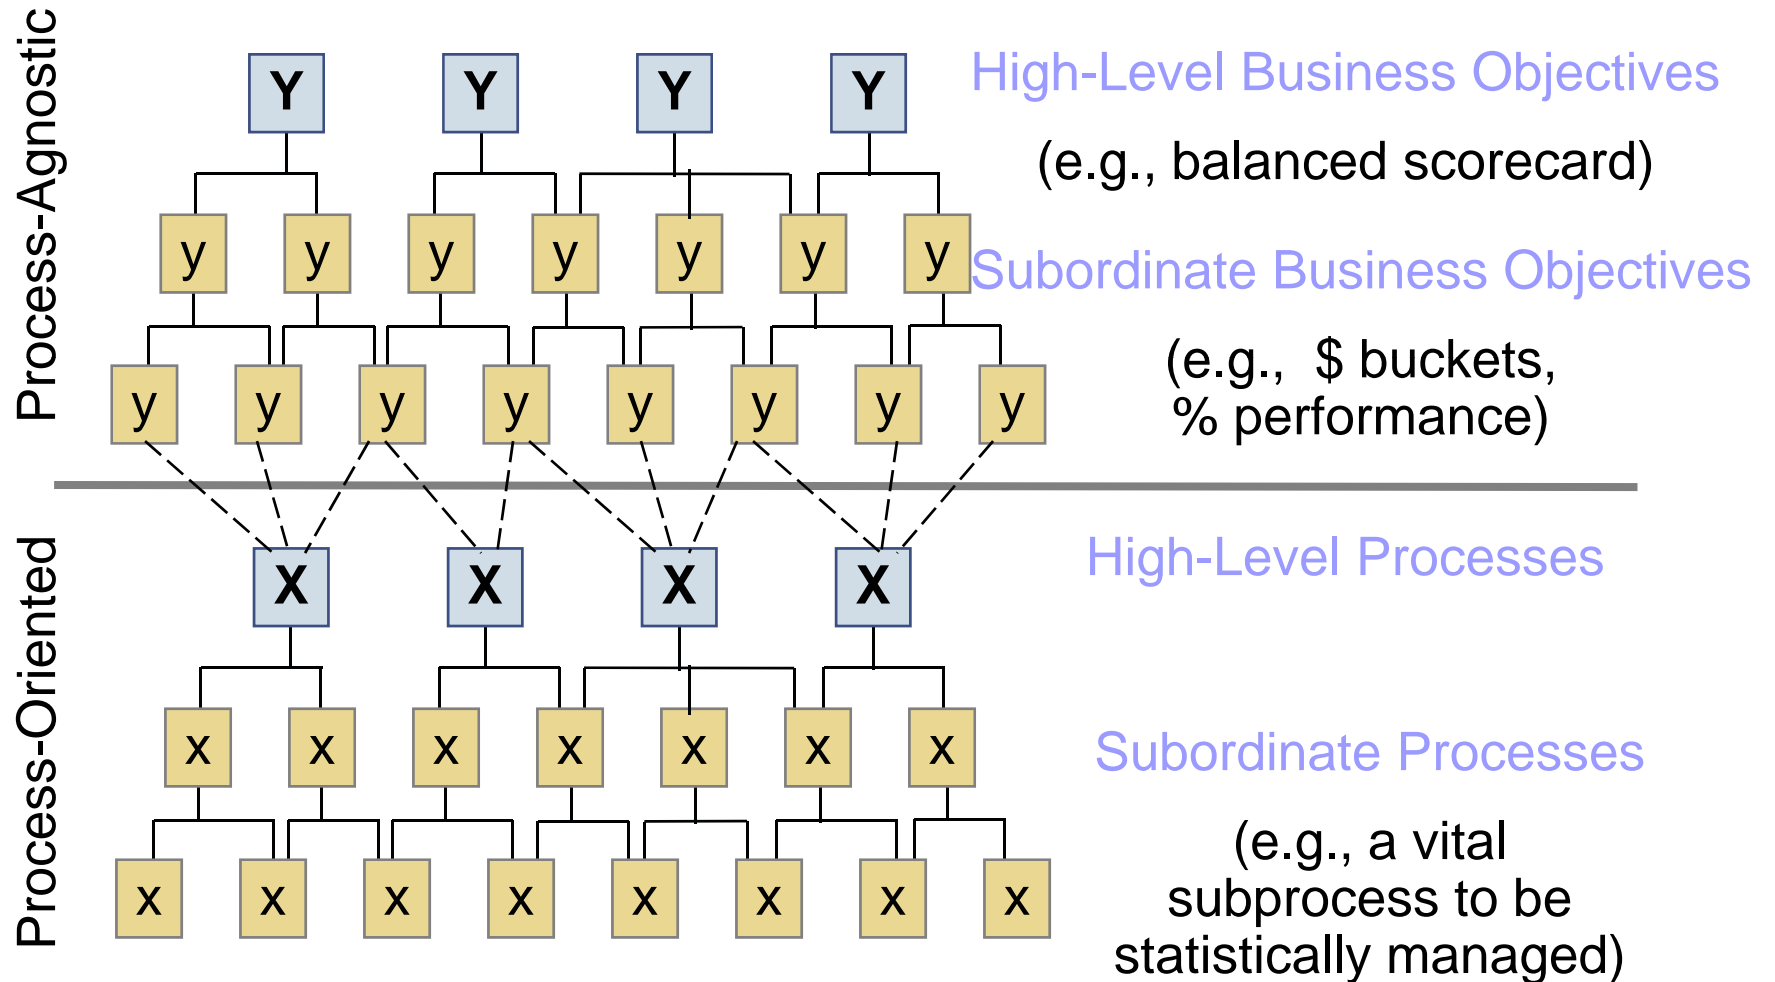 Process-Agnostic
Y Y Y Y
High-Level Business Objectives
(e.g., balanced scorecard)
y y y y y y y
Subordinate Business Objectives
(e.g., $ buckets,
% performance)
y y y y y y y y
Process-Oriented
X X X X
High-Level Processes
x x x x x x x
Subordinate Processes
(e.g., a vital
subprocess to be
statistically managed)
x x x x x x x x